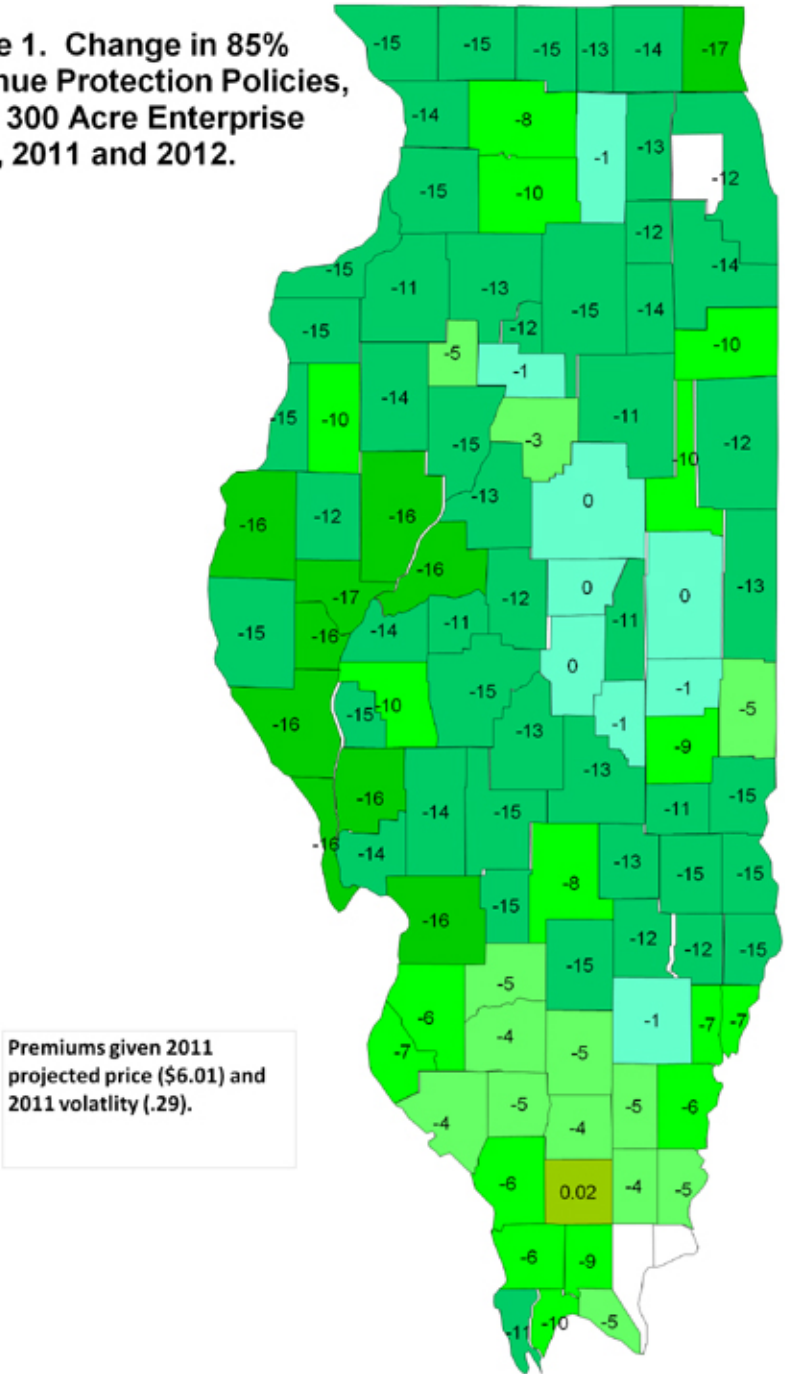 e 1. Change in 85%
nue Protection Policies,
300 Acre Enterprise
, 2011 and 2012.
-15 -15 -15 -13 -14 -17
-14 -8 -1 -13 -12
-15 -10 -12
-15 -11 -13 -15 -14 -14
-15 -12 -10
-5 -1
-15 -10 -14 -15 -3 -11 -10 -12
-16 -12 -16 -13 0
-17 -16 -12 0 -11 0 -13
-15 -16 -14 -11
-16 -15 -10 -15 -13 0 -1 -1 -5
-9
-16 -16 -14 -15 -13 -11 -15
-14 -8 -13 -15 -15
-16 -15 -12 -12 -15
-5 -15
-6 -4 -5 -1 -7 -7
-7
Premiums given 2011
projected price ($6.01) and
2011 volatlity (.29).
-4 -5 -4 -5 -6
-6 0.02 -4 -5
-6 -9
-11 -10 -5